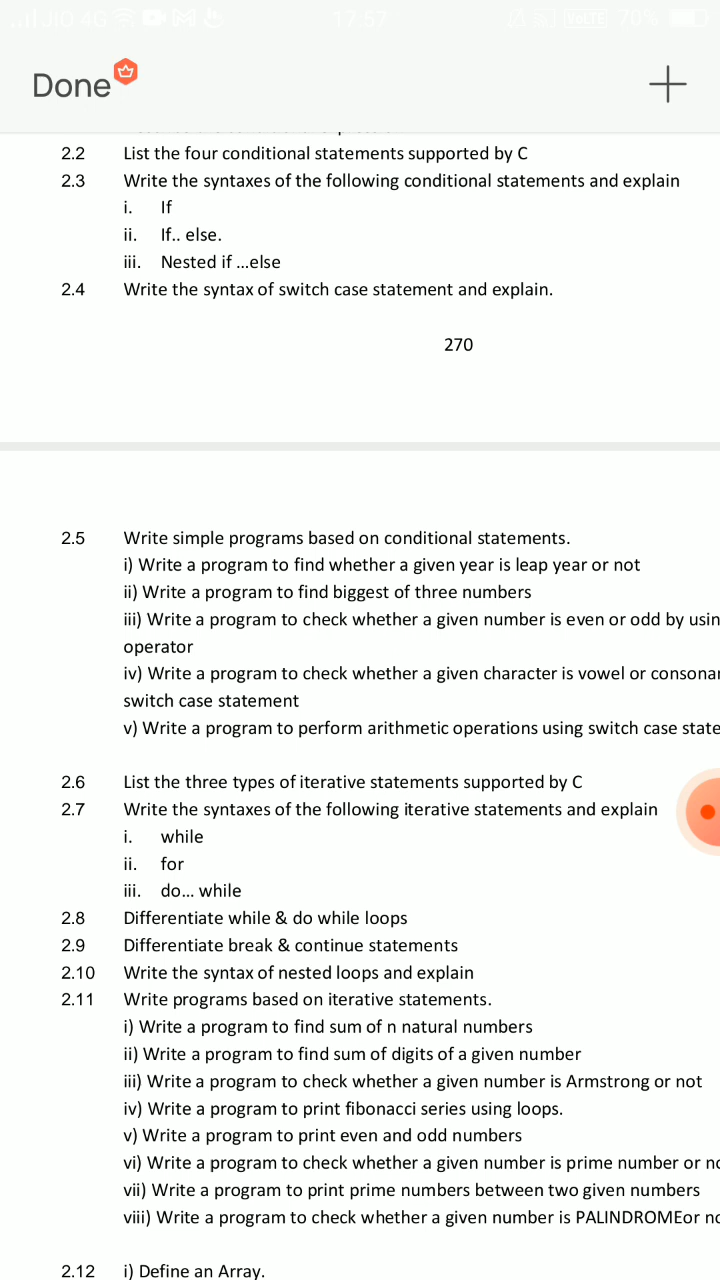 JIO 4G 17:57 VoLTE 70%
Done
2.2 List the four conditional statements supported by C
2.3 Write the syntaxes of the following conditional statements and explain
i. If
ii. If.. else.
iii. Nested if ...else
2.4 Write the syntax of switch case statement and explain.
270
2.5 Write simple programs based on conditional statements.
i) Write a program to find whether a given year is leap year or not
ii) Write a program to find biggest of three numbers
iii) Write a program to check whether a given number is even or odd by usin
operator
iv) Write a program to check whether a given character is vowel or consonan
switch case statement
v) Write a program to perform arithmetic operations using switch case state
2.6 List the three types of iterative statements supported by C
2.7 Write the syntaxes of the following iterative statements and explain
i. while
ii. for
iii. do... while
2.8 Differentiate while & do while loops
2.9 Differentiate break & continue statements
2.10 Write the syntax of nested loops and explain
2.11 Write programs based on iterative statements.
i) Write a program to find sum of n natural numbers
ii) Write a program to find sum of digits of a given number
iii) Write a program to check whether a given number is Armstrong or not
iv) Write a program to print fibonacci series using loops.
v) Write a program to print even and odd numbers
vi) Write a program to check whether a given number is prime number or no
vii) Write a program to print prime numbers between two given numbers
viii) Write a program to check whether a given number is PALINDROMEor no
2.12 i) Define an Array.